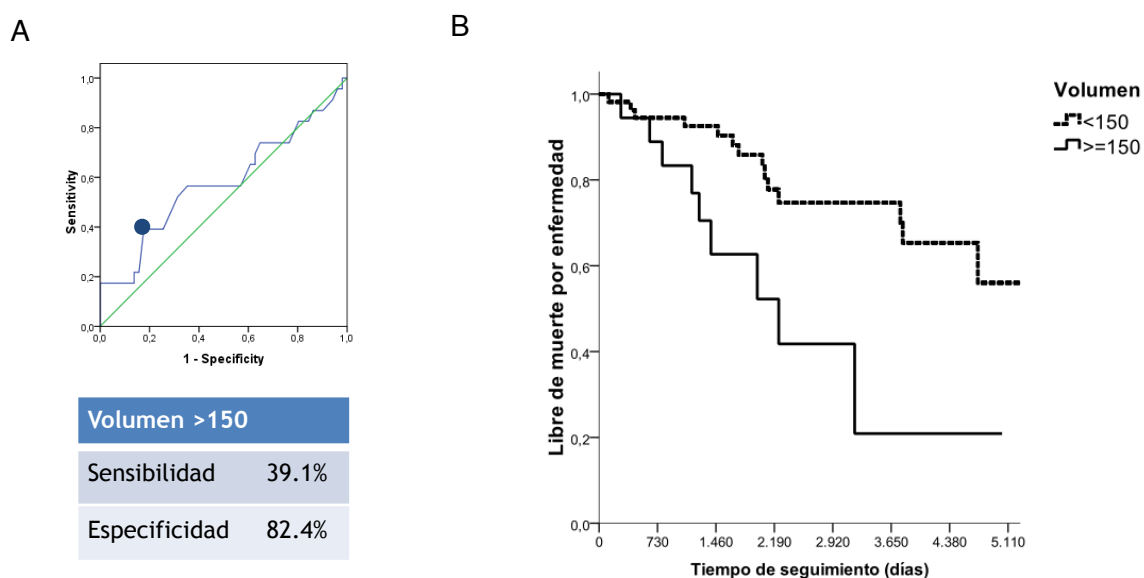 A
1,0
0,8
0,6
0,4
0,2
0,0
Sensitivity
0,0 0,2 0,4 0,6 0,8 1,0
1 - Specificity
Volumen >150
Sensibilidad 39.1%
Especificidad 82.4%
B
1,0
0,8
0,6
0,4
0,2
0,0
Libre de muerte por enfermedad
0 730 1.460 2.190 2.920 3.650 4.380 5.110
Tiempo de seguimiento (días)
Volumen
<150
>=150